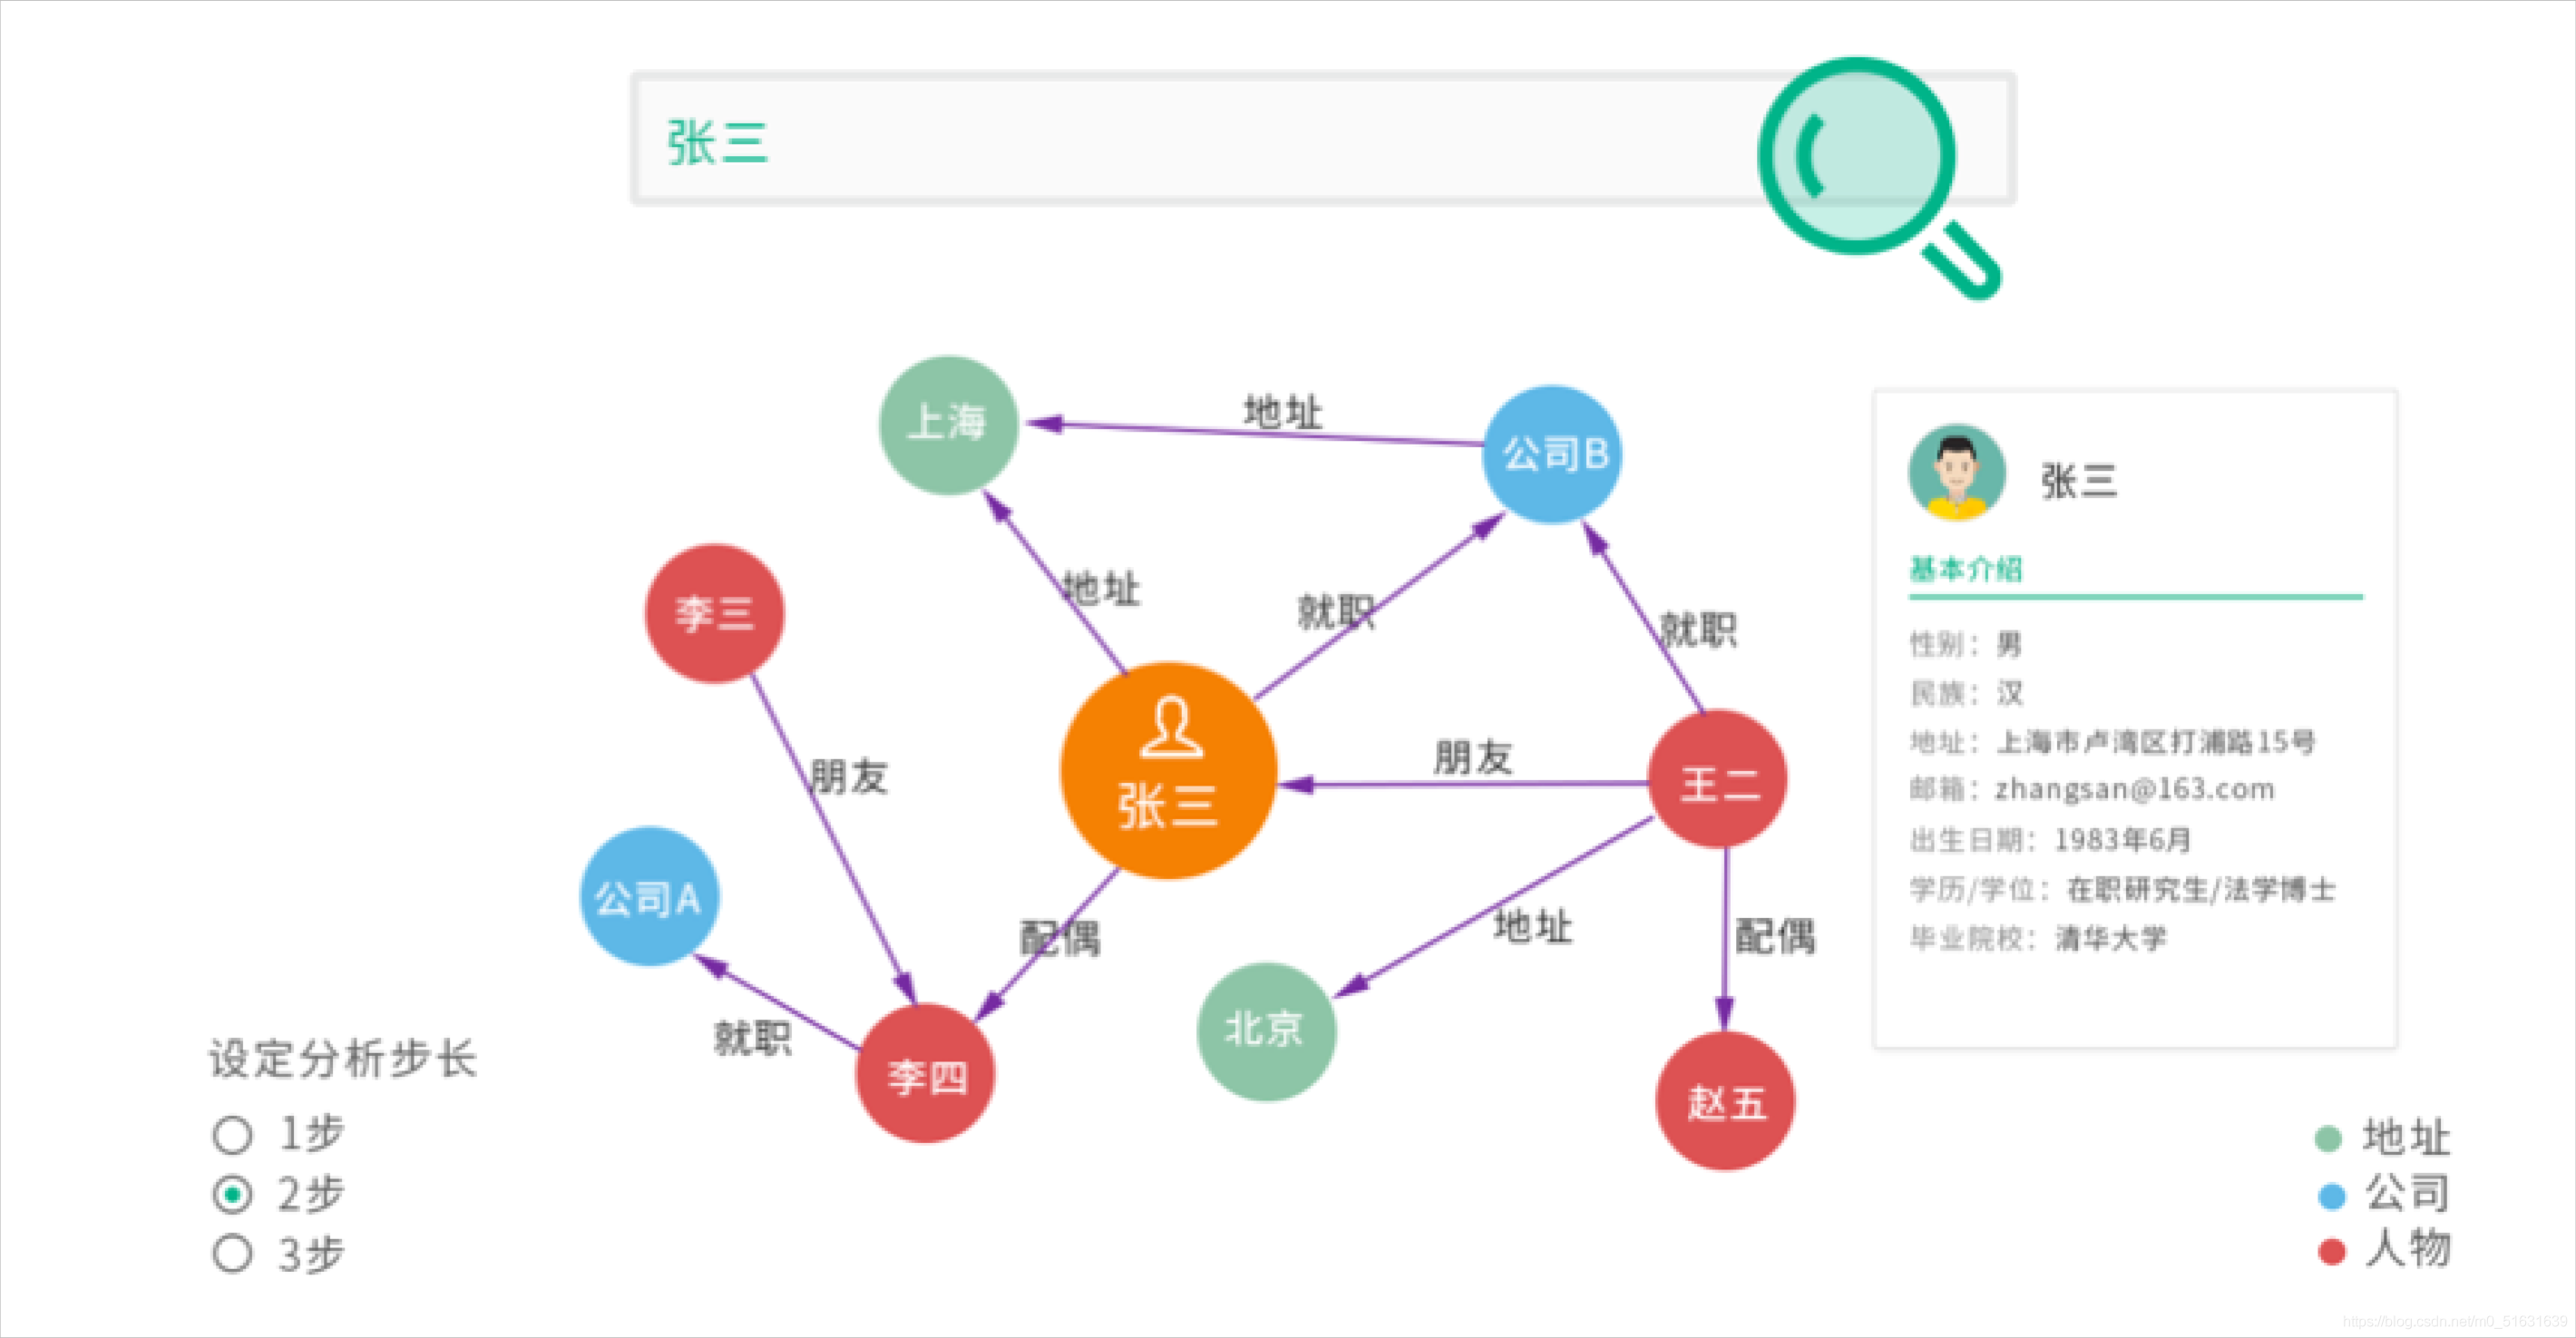 张三
上海
地址
公司B
张三
基本介绍
性别：男
民族：汉
地址：上海市卢湾区打浦路15号
邮箱：zhangsan@163.com
出生日期：1983年6月
学历/学位：在职研究生/法学博士
毕业院校：清华大学
李三
地址
就职
就职
朋友
张三
朋友
王二
公司A
配偶
地址
配偶
就职
李四
北京
赵五
设定分析步长
1步
2步
3步
地址
公司
人物
https://blog.csdn.net/m0_51631639